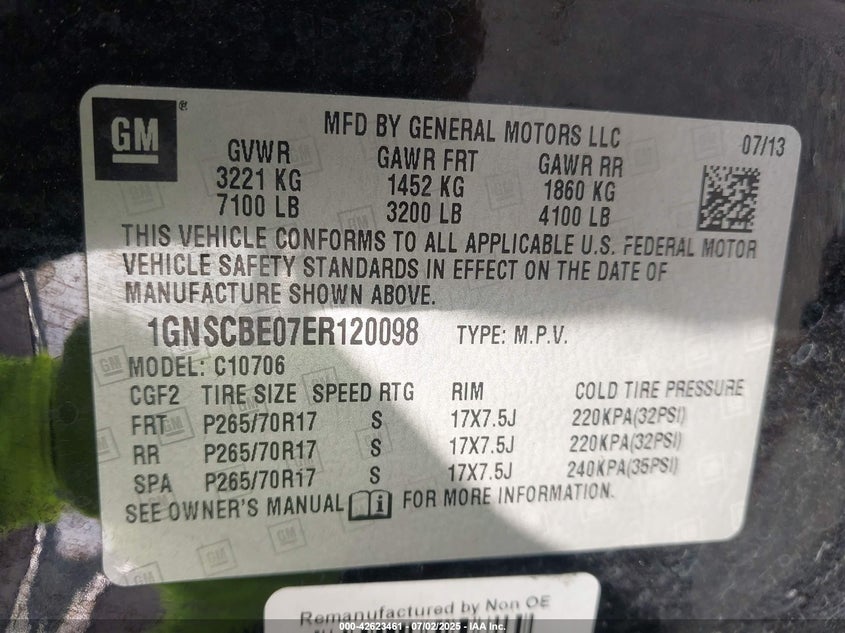 GM®
MFD BY GENERAL MOTORS LLC 07/13
GVWR GAWR FRT GAWR RR
3221 KG 1452 KG 1860 KG
7100 LB 3200 LB 4100 LB
THIS VEHICLE CONFORMS TO ALL APPLICABLE U.S. FEDERAL MOTOR
VEHICLE SAFETY STANDARDS IN EFFECT ON THE DATE OF
MANUFACTURE SHOWN ABOVE.
1GNSCBE07ER120098 TYPE: M.P.V.
MODEL: C10706
CGF2 TIRE SIZE SPEED RTG RIM COLD TIRE PRESSURE
FRT P265/70R17 S 17X7.5J 220KPA(32PSI)
RR P265/70R17 S 17X7.5J 220KPA(32PSI)
SPA P265/70R17 S 17X7.5J 240KPA(35PSI)
SEE OWNER'S MANUAL i FOR MORE INFORMATION.
Remanufactured by Non OE
000-42623461 - 07/02/2025 - IAA Inc.